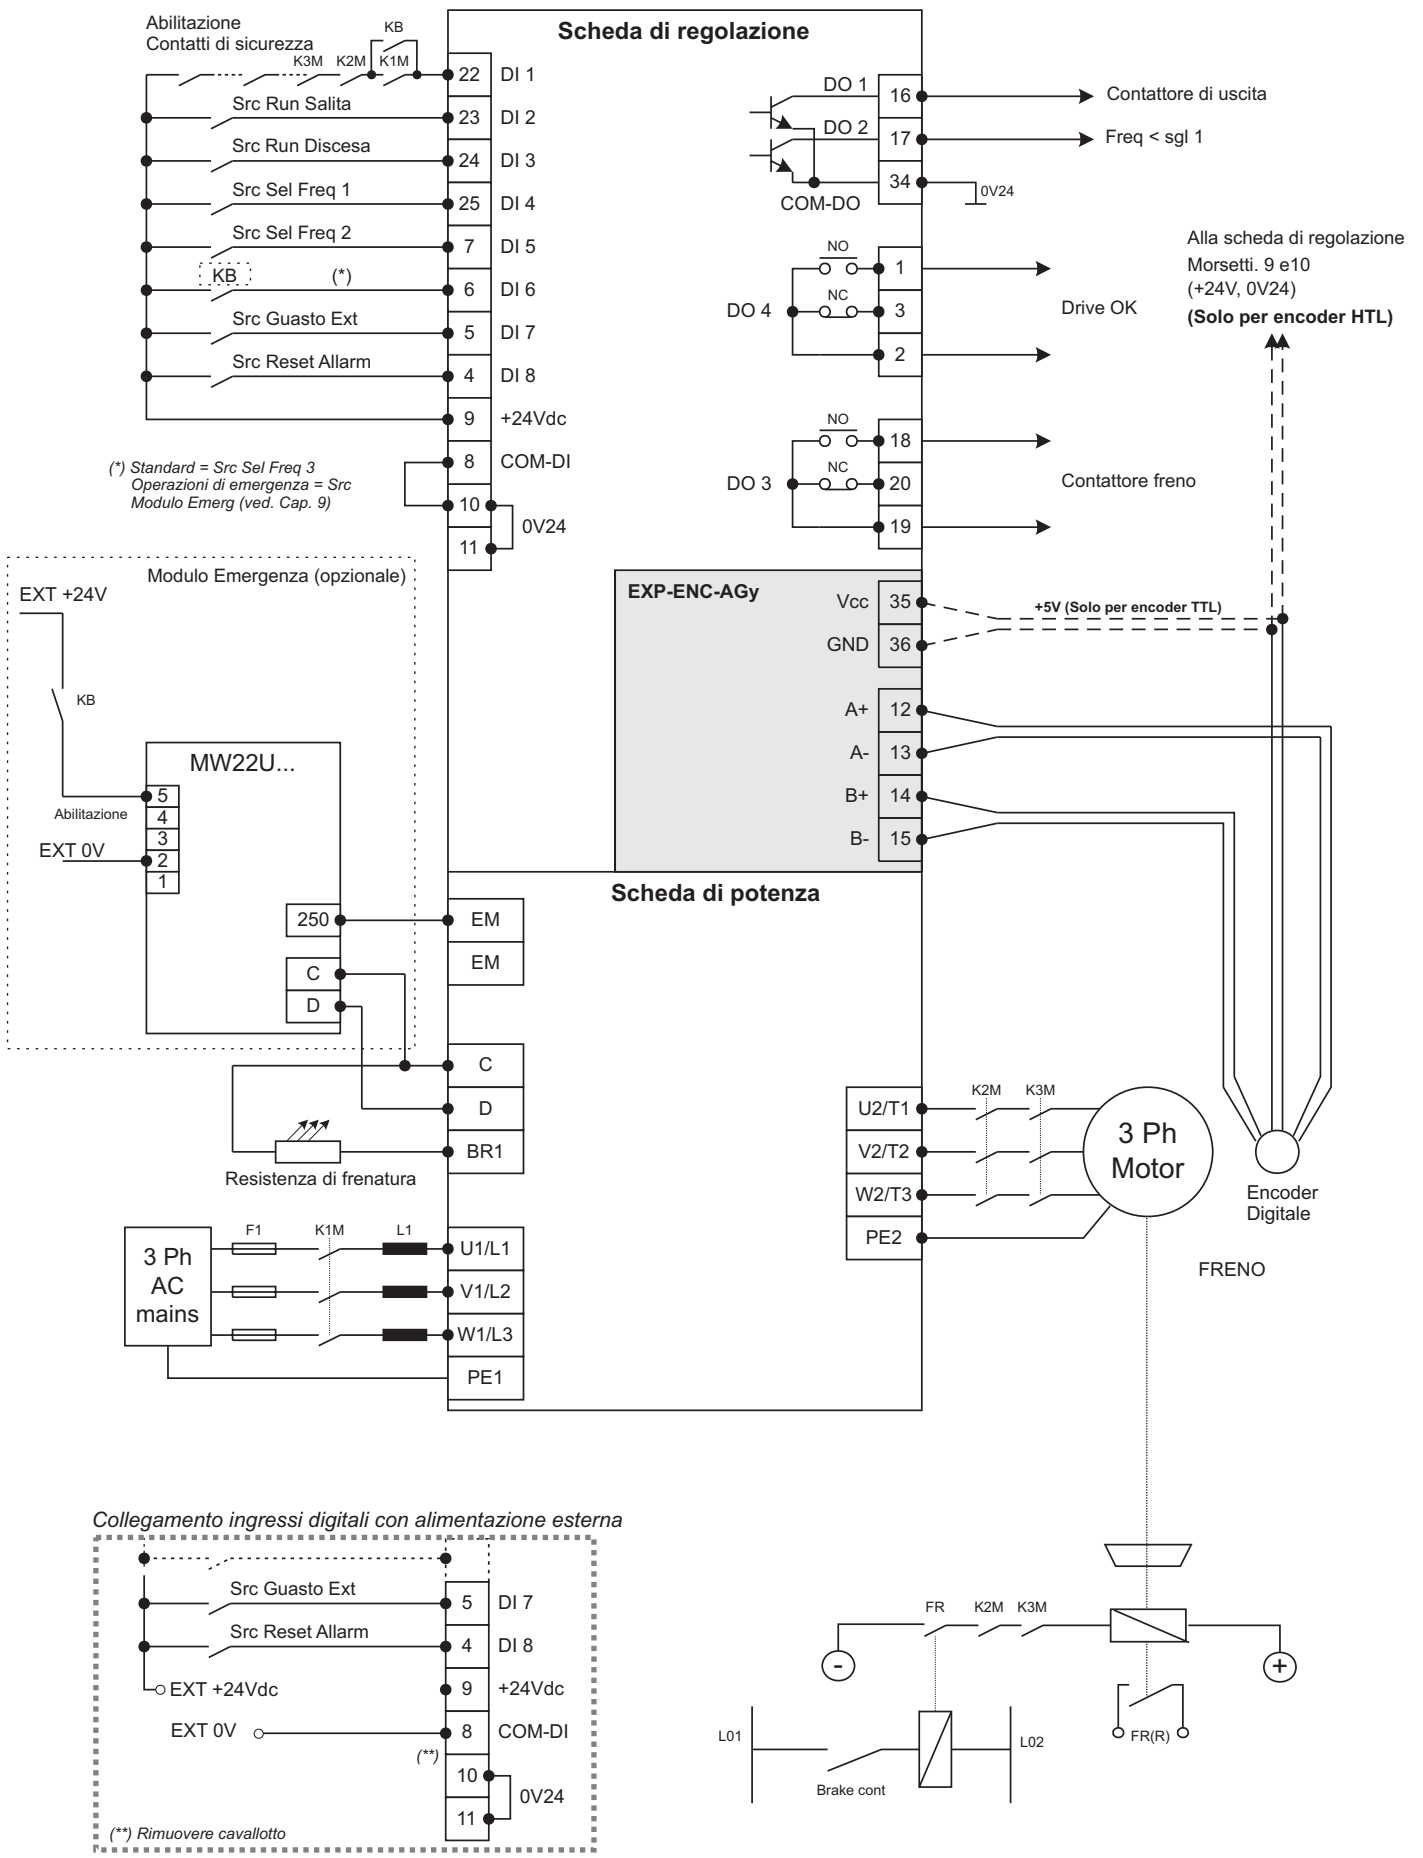 Abilitazione
Contatti di sicurezza
KB
K3M K2M K1M
Scheda di regolazione
22 DI 1
Src Run Salita 23 DI 2
Src Run Discesa 24 DI 3
Src Sel Freq 1 25 DI 4
Src Sel Freq 2 7 DI 5
KB (*) 6 DI 6
Src Guasto Ext 5 DI 7
Src Reset Allarm 4 DI 8
9 +24Vdc
8 COM-DI
10
11
0V24
(*) Standard = Src Sel Freq 3
Operazioni di emergenza = Src
Modulo Emerg (ved. Cap. 9)
DO 1 16 Contattore di uscita
DO 2 17 Freq < sgl 1
34 0V24
COM-DO
NO
1
NC
DO 4 3 Drive OK
2
NO
18
NC
DO 3 20 Contattore freno
19
Alla scheda di regolazione
Morsetti. 9 e10
(+24V, 0V24)
(Solo per encoder HTL)
Modulo Emergenza (opzionale)
EXT +24V
KB
MW22U...
5
Abilitazione
4
3
EXT 0V
2
1
250
C
D
EXP-ENC-AGy
Vcc 35
+5V (Solo per encoder TTL)
GND 36
A+ 12
A- 13
B+ 14
B- 15
Scheda di potenza
EM
EM
C
D
BR1
Resistenza di frenatura
3 Ph
AC
mains
F1 K1M L1
U1/L1
V1/L2
W1/L3
PE1
K2M K3M
U2/T1
V2/T2
W2/T3
PE2
3 Ph
Motor
Encoder
Digitale
FRENO
Collegamento ingressi digitali con alimentazione esterna
Src Guasto Ext 5 DI 7
Src Reset Allarm 4 DI 8
EXT +24Vdc 9 +24Vdc
EXT 0V 8 COM-DI
(**)
10
11
0V24
(**) Rimuovere cavallotto
FR K2M K3M
-
+
L01
L02
Brake cont
FR(R)